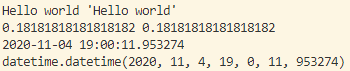 Hello world 'Hello world'
0.18181818181818182 0.18181818181818182
2020-11-04 19:00:11.953274
datetime.datetime(2020, 11, 4, 19, 0, 11, 953274)